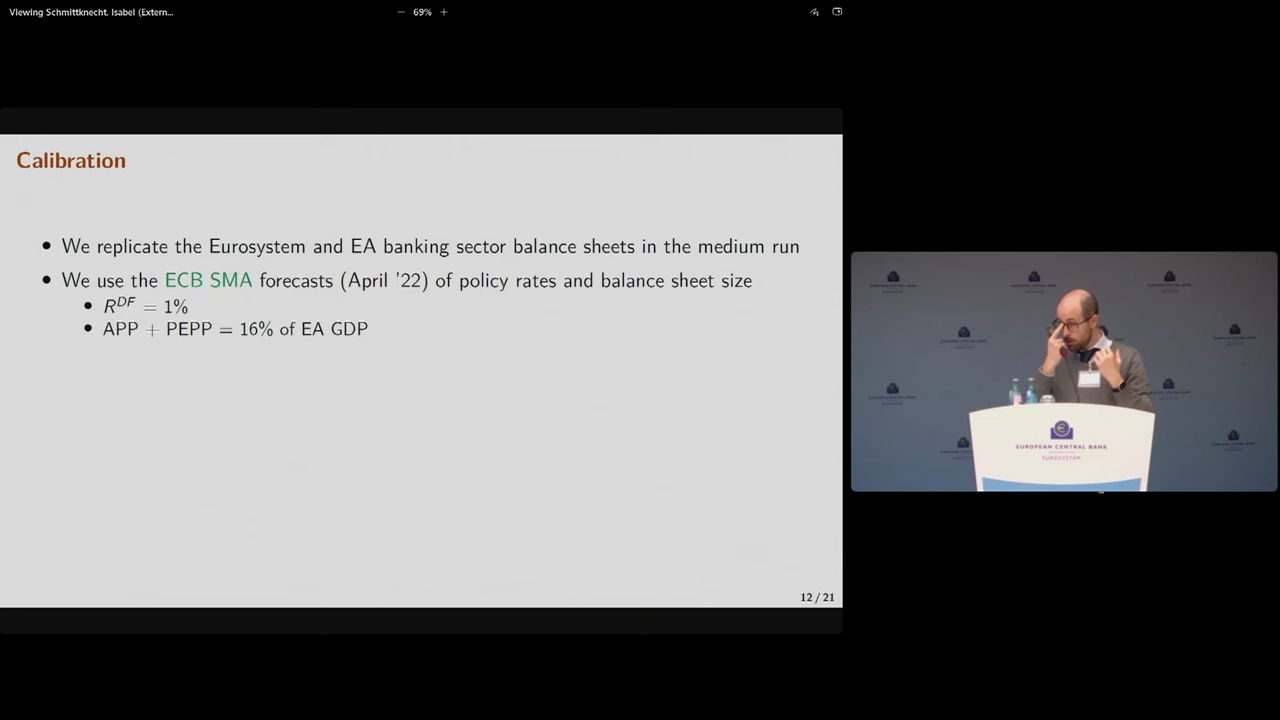 Viewing Schmittknecht, Isabel (Extern...
− 69% +
Calibration
• We replicate the Eurosystem and EA banking sector balance sheets in the medium run
• We use the ECB SMA forecasts (April '22) of policy rates and balance sheet size
• R^DF = 1%
• APP + PEPP = 16% of EA GDP
12 / 21
EUROPEAN CENTRAL BANK
EUROSYSTEM